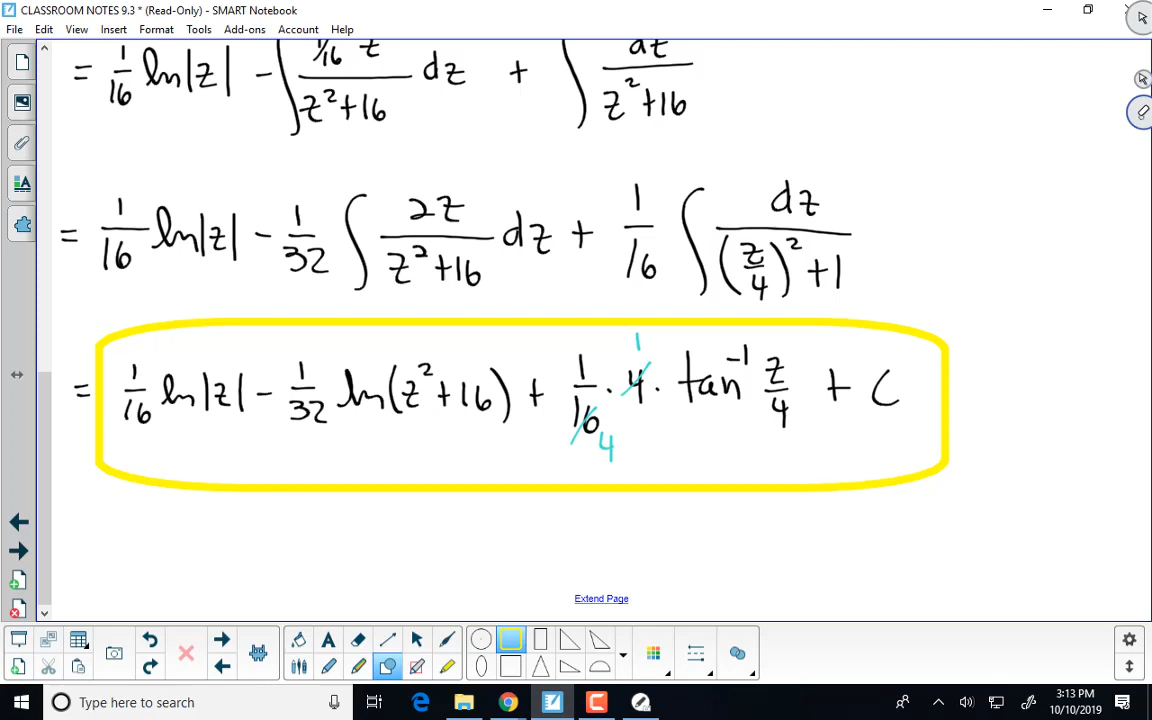 CLASSROOM NOTES 9.3 * (Read-Only) - SMART Notebook
File Edit View Insert Format Tools Add-ons Account Help
= 1/16 ln|z| - ∫ (1/16 z)/(z²+16) dz + ∫ dz/(z²+16)
= 1/16 ln|z| - 1/32 ∫ 2z/(z²+16) dz + 1/16 ∫ dz/((z/4)²+1)
1
= 1/16 ln|z| - 1/32 ln(z²+16) + 1/16 · 4 · tan⁻¹ z/4 + C
4
Extend Page
Type here to search
3:13 PM
10/10/2019